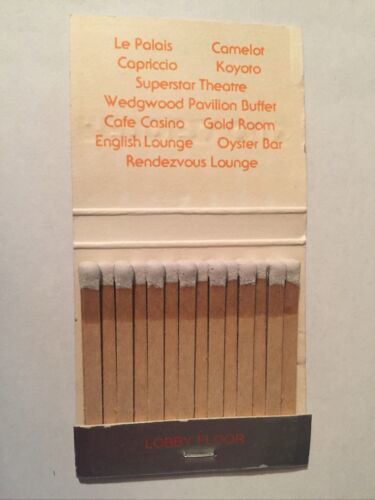 Le Palais Camelot
Capriccio Koyoto
Superstar Theatre
Wedgwood Pavilion Buffet
Cafe Casino Gold Room
English Lounge Oyster Bar
Rendezvous Lounge
LOBBY FLOOR